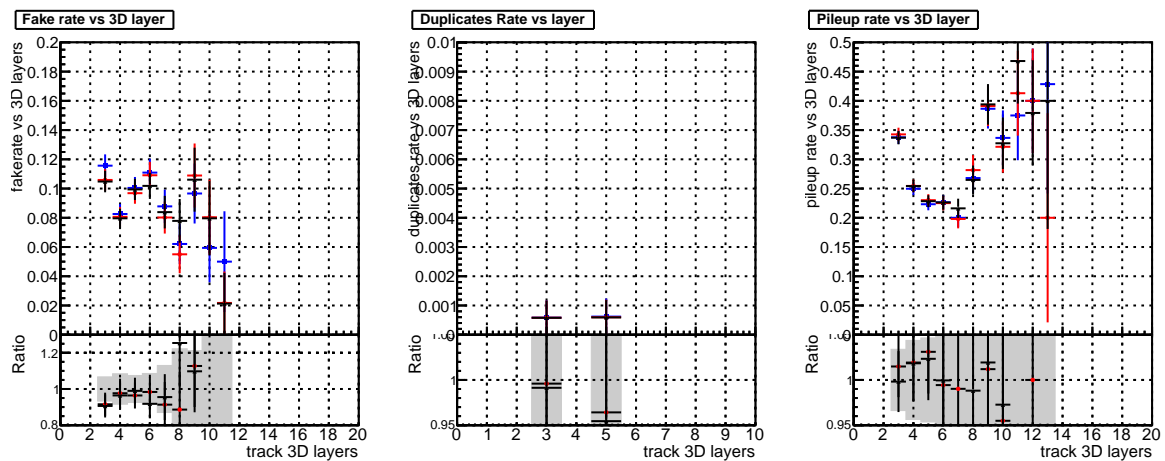 Fake rate vs 3D layer
fakerate vs 3D layers
0.2
0.18
0.16
0.14
0.12
0.1
0.08
0.06
0.04
0.02
0
Ratio
1.2
1
0.8
0 2 4 6 8 10 12 14 16 18 20
track 3D layers
Duplicates Rate vs layer
duplicates rate vs 3D layers
0.01
0.009
0.008
0.007
0.006
0.005
0.004
0.003
0.002
0.001
0
Ratio
1
0.95
0 1 2 3 4 5 6 7 8 9 10
track 3D layers
Pileup rate vs 3D layer
pileup rate vs 3D layers
0.5
0.45
0.4
0.35
0.3
0.25
0.2
0.15
0.1
0.05
0
Ratio
1
0.95
0 2 4 6 8 10 12 14 16 18 20
track 3D layers